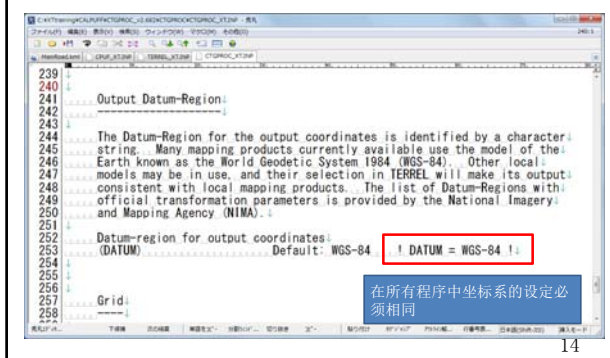 239
240
241 Output Datum-Region
242 --------------------
243
244 The Datum-Region for the output coordinates is identified by a character
245 string. Many mapping products currently available use the model of the
246 Earth known as the World Geodetic System 1984 (WGS-84). Other local
247 models may be in use, and their selection in TERREL will make its output
248 consistent with local mapping products. The list of Datum-Regions with
249 official transformation parameters is provided by the National Imagery
250 and Mapping Agency (NIMA).
251
252 Datum-region for output coordinates
253 (DATUM) Default: WGS-84 ! DATUM = WGS-84 !
254
255
256
257 Grid
258 ----
在所有程序中坐标系的设定必
须相同
14